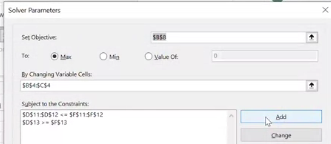 Solver Parameters
Set Objective:
$B$8
To:
Max
Min
Value Of:
0
By Changing Variable Cells:
$B$4:$C$4
Subject to the Constraints:
$D$11:$D$12 <= $F$11:$F$12
$D$13 >= $F$13
Add
Change